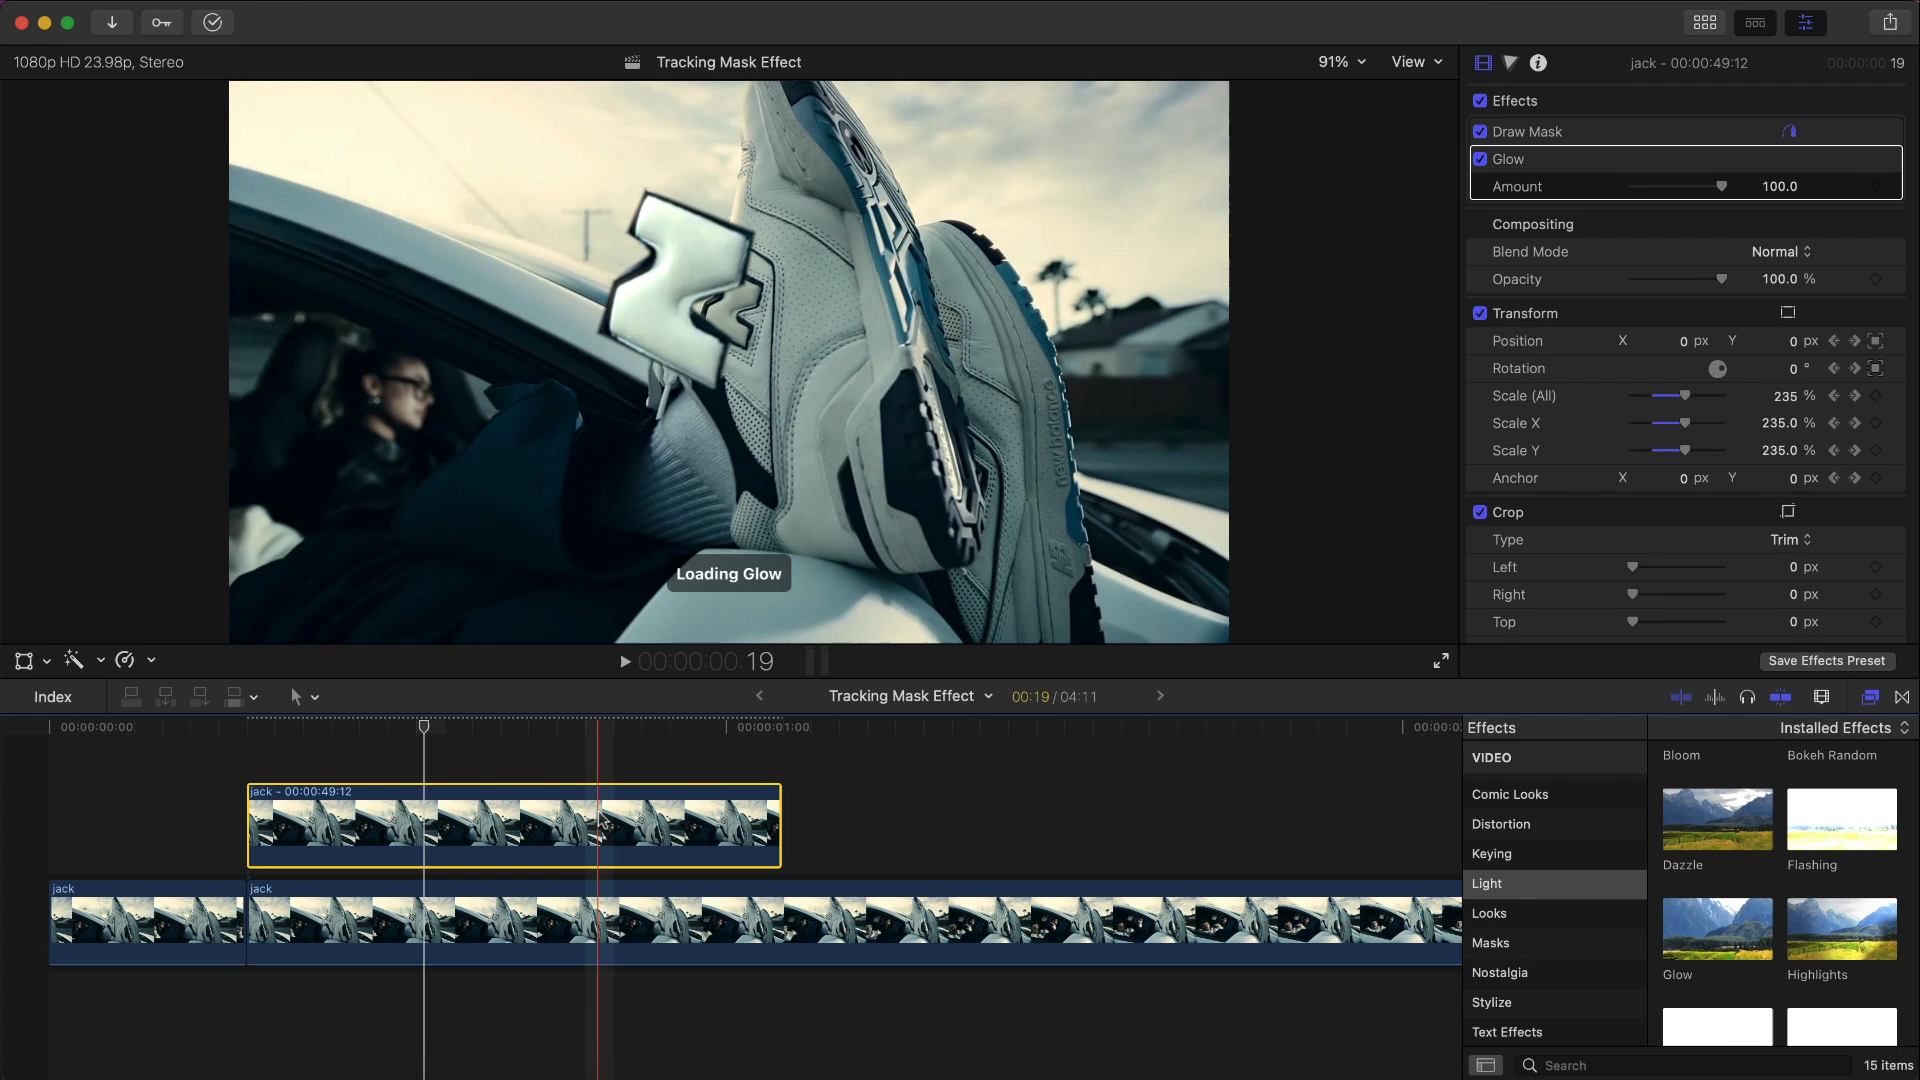 1080p HD 23.98p, Stereo
Tracking Mask Effect
91%
View
jack - 00:00:49:12
00:00:00:19
Effects
Draw Mask
Glow
Amount 100.0
Compositing
Blend Mode Normal
Opacity 100.0 %
Transform
Position X 0 px Y 0 px
Rotation 0 °
Scale (All) 235 %
Scale X 235.0 %
Scale Y 235.0 %
Anchor X 0 px Y 0 px
Crop
Type Trim
Left 0 px
Right 0 px
Top 0 px
new balance
Loading Glow
00:00:00:19
Save Effects Preset
Index
Tracking Mask Effect
00:19 / 04:11
00:00:00:00
00:00:01:00
00:00:0
jack - 00:00:49:12
jack
jack
Effects
Installed Effects
VIDEO
Comic Looks
Distortion
Keying
Light
Looks
Masks
Nostalgia
Stylize
Text Effects
Bloom
Bokeh Random
Dazzle
Flashing
Glow
Highlights
Search
15 items